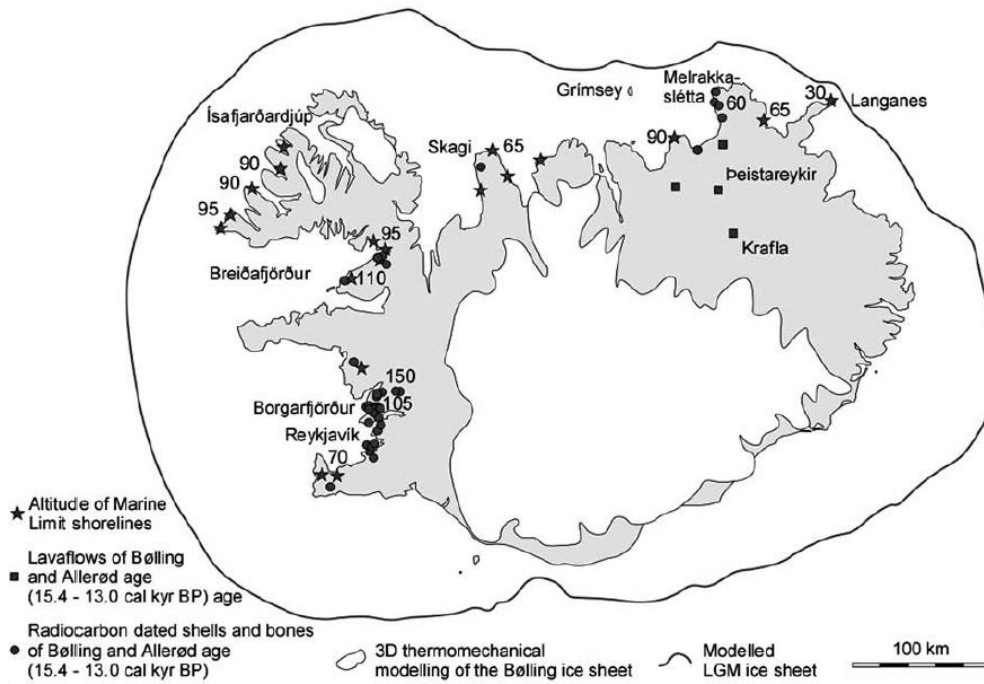 Grímsey
Melrakka-
slétta
60
30
Langanes
65
Ísafjarðardjúp
90
Skagi
65
90
90
Þeistareykir
95
95
Krafla
Breiðafjörður
110
150
Borgarfjörður
105
Reykjavík
70
Altitude of Marine
Limit shorelines
Lavaflows of Bølling
and Allerød age
(15.4 - 13.0 cal kyr BP) age
Radiocarbon dated shells and bones
of Bølling and Allerød age
(15.4 - 13.0 cal kyr BP)
3D thermomechanical
modelling of the Bølling ice sheet
Modelled
LGM ice sheet
100 km